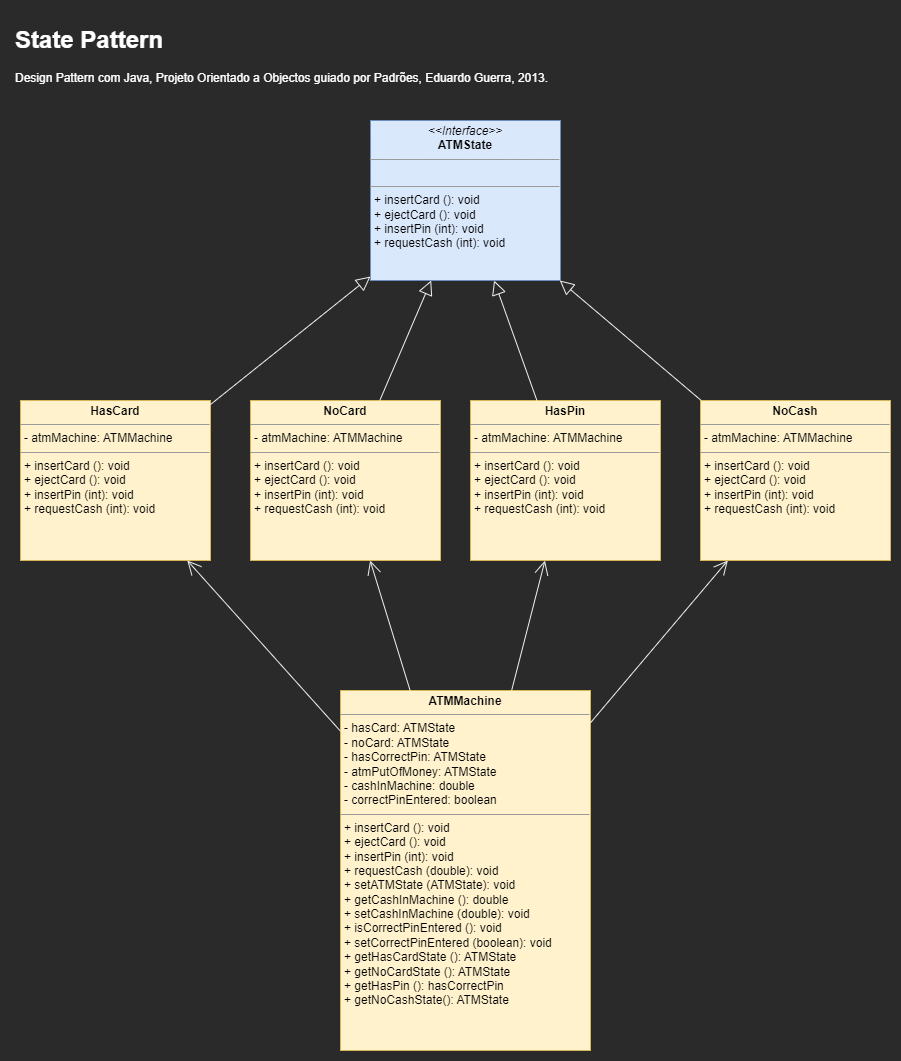 State Pattern
Design Pattern com Java, Projeto Orientado a Objectos guiado por Padrões, Eduardo Guerra, 2013.
<<Interface>>
ATMState
+ insertCard (): void
+ ejectCard (): void
+ insertPin (int): void
+ requestCash (int): void
HasCard
- atmMachine: ATMMachine
+ insertCard (): void
+ ejectCard (): void
+ insertPin (int): void
+ requestCash (int): void
NoCard
- atmMachine: ATMMachine
+ insertCard (): void
+ ejectCard (): void
+ insertPin (int): void
+ requestCash (int): void
HasPin
- atmMachine: ATMMachine
+ insertCard (): void
+ ejectCard (): void
+ insertPin (int): void
+ requestCash (int): void
NoCash
- atmMachine: ATMMachine
+ insertCard (): void
+ ejectCard (): void
+ insertPin (int): void
+ requestCash (int): void
ATMMachine
- hasCard: ATMState
- noCard: ATMState
- hasCorrectPin: ATMState
- atmPutOfMoney: ATMState
- cashInMachine: double
- correctPinEntered: boolean
+ insertCard (): void
+ ejectCard (): void
+ insertPin (int): void
+ requestCash (double): void
+ setATMState (ATMState): void
+ getCashInMachine (): double
+ setCashInMachine (double): void
+ isCorrectPinEntered (): void
+ setCorrectPinEntered (boolean): void
+ getHasCardState (): ATMState
+ getNoCardState (): ATMState
+ getHasPin (): hasCorrectPin
+ getNoCashState(): ATMState